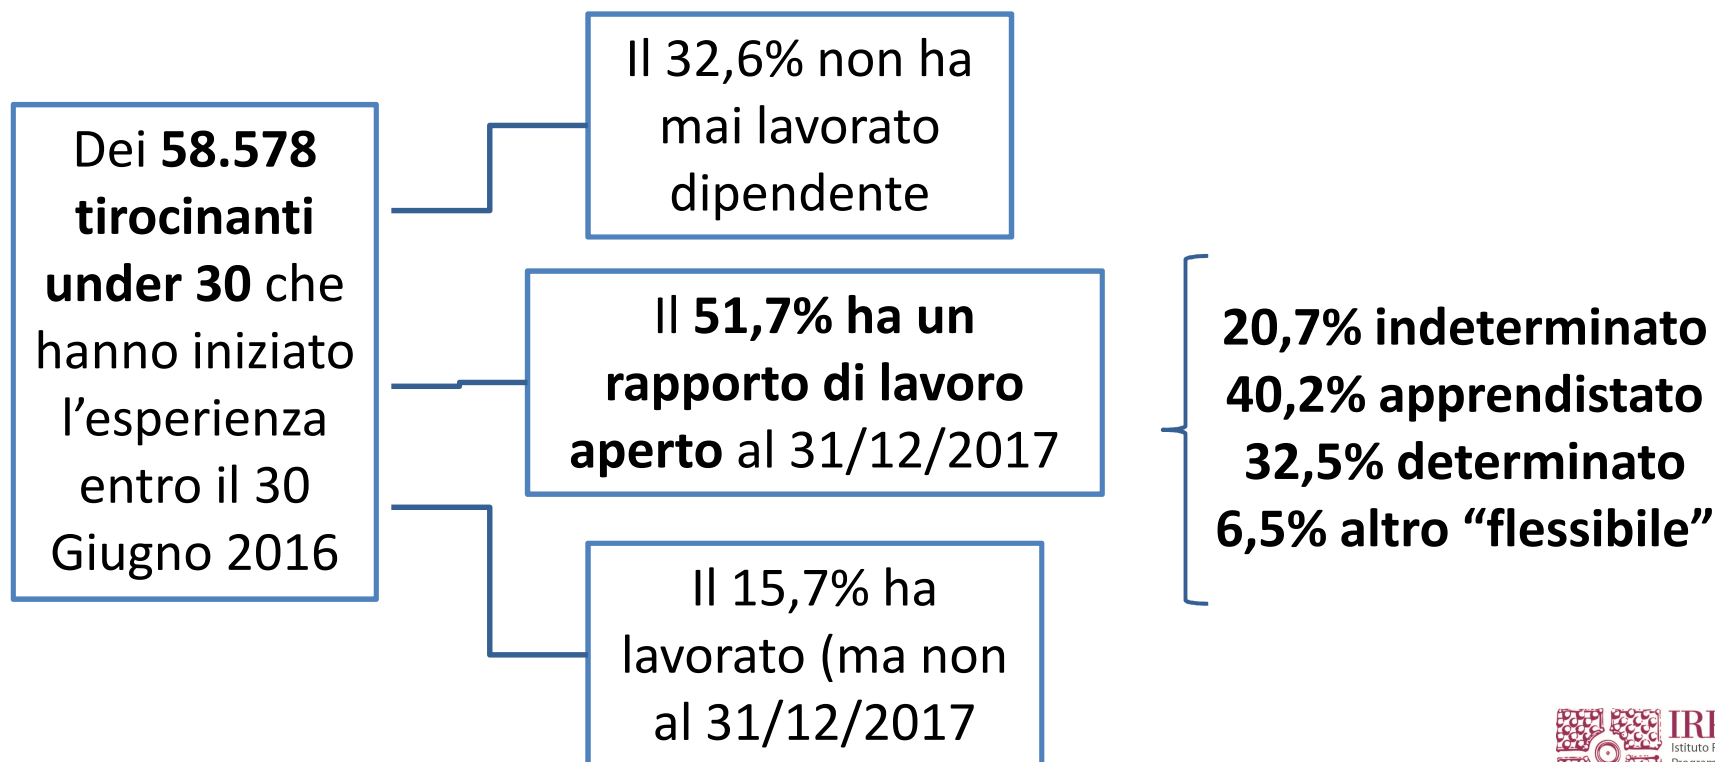 Dei 58.578
tirocinanti
under 30 che
hanno iniziato
l’esperienza
entro il 30
Giugno 2016
Il 32,6% non ha
mai lavorato
dipendente
Il 51,7% ha un
rapporto di lavoro
aperto al 31/12/2017
Il 15,7% ha
lavorato (ma non
al 31/12/2017
20,7% indeterminato
40,2% apprendistato
32,5% determinato
6,5% altro “flessibile”
Istituto